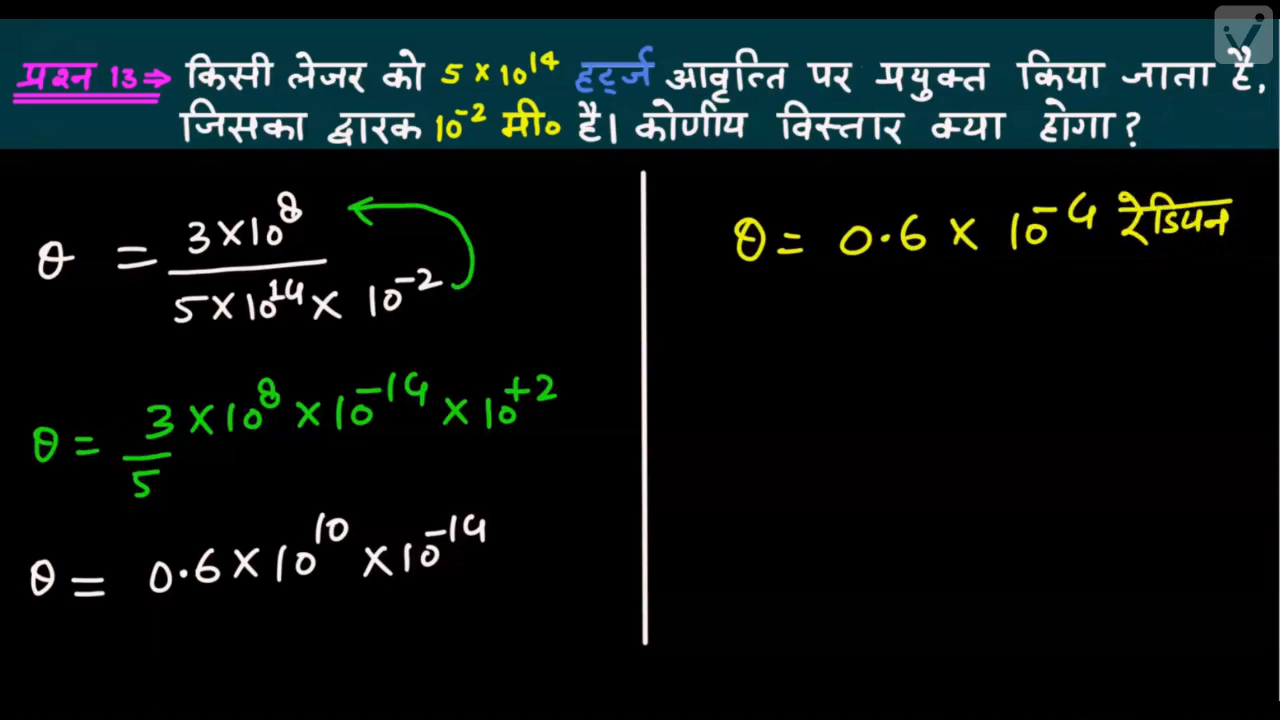 प्रश्न 13⇒ किसी लेजर को 5 × 10¹⁴ हर्ट्ज आवृत्ति पर प्रयुक्त किया जाता है,
जिसका द्वारक 10⁻² मी० है। कोणीय विस्तार क्या होगा?
θ = 3×10⁸ / 5×10¹⁴ × 10⁻²
θ = 3/5 ×10⁸ × 10⁻¹⁴ × 10⁺²
θ = 0.6 × 10¹⁰ × 10⁻¹⁴
θ = 0.6 × 10⁻⁴ रेडियन